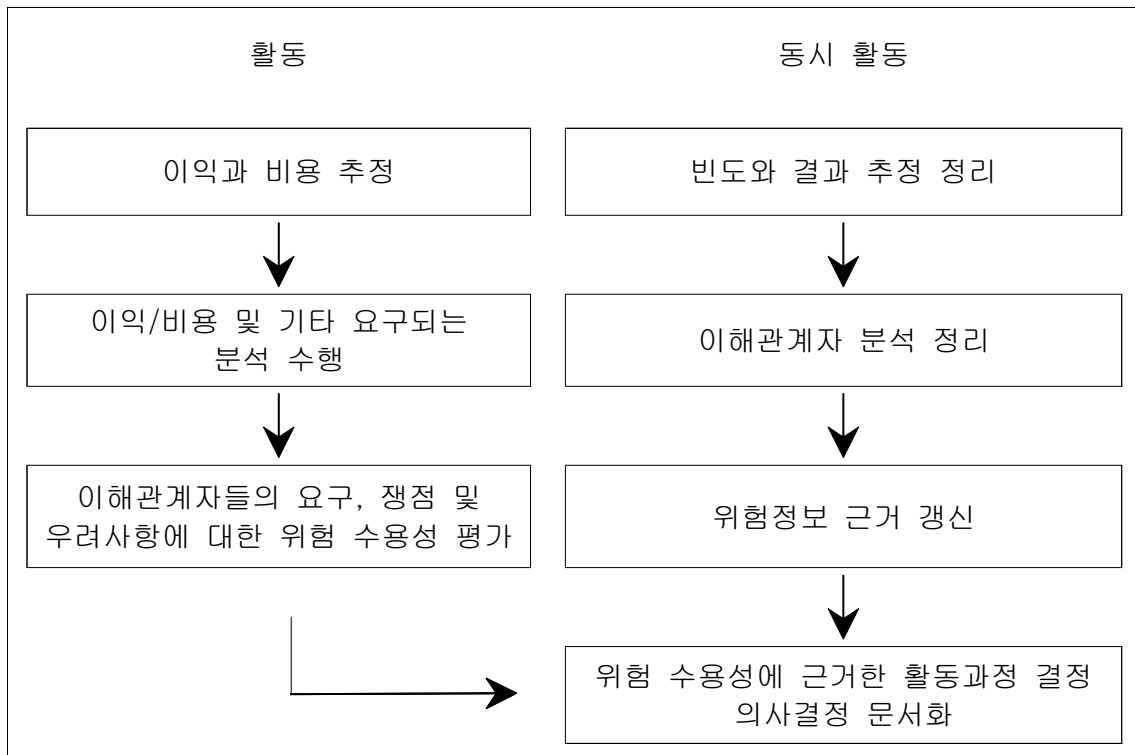 활동
이익과 비용 추정
이익/비용 및 기타 요구되는
분석 수행
이해관계자들의 요구, 쟁점 및
우려사항에 대한 위험 수용성 평가
동시 활동
빈도와 결과 추정 정리
이해관계자 분석 정리
위험정보 근거 갱신
위험 수용성에 근거한 활동과정 결정
의사결정 문서화